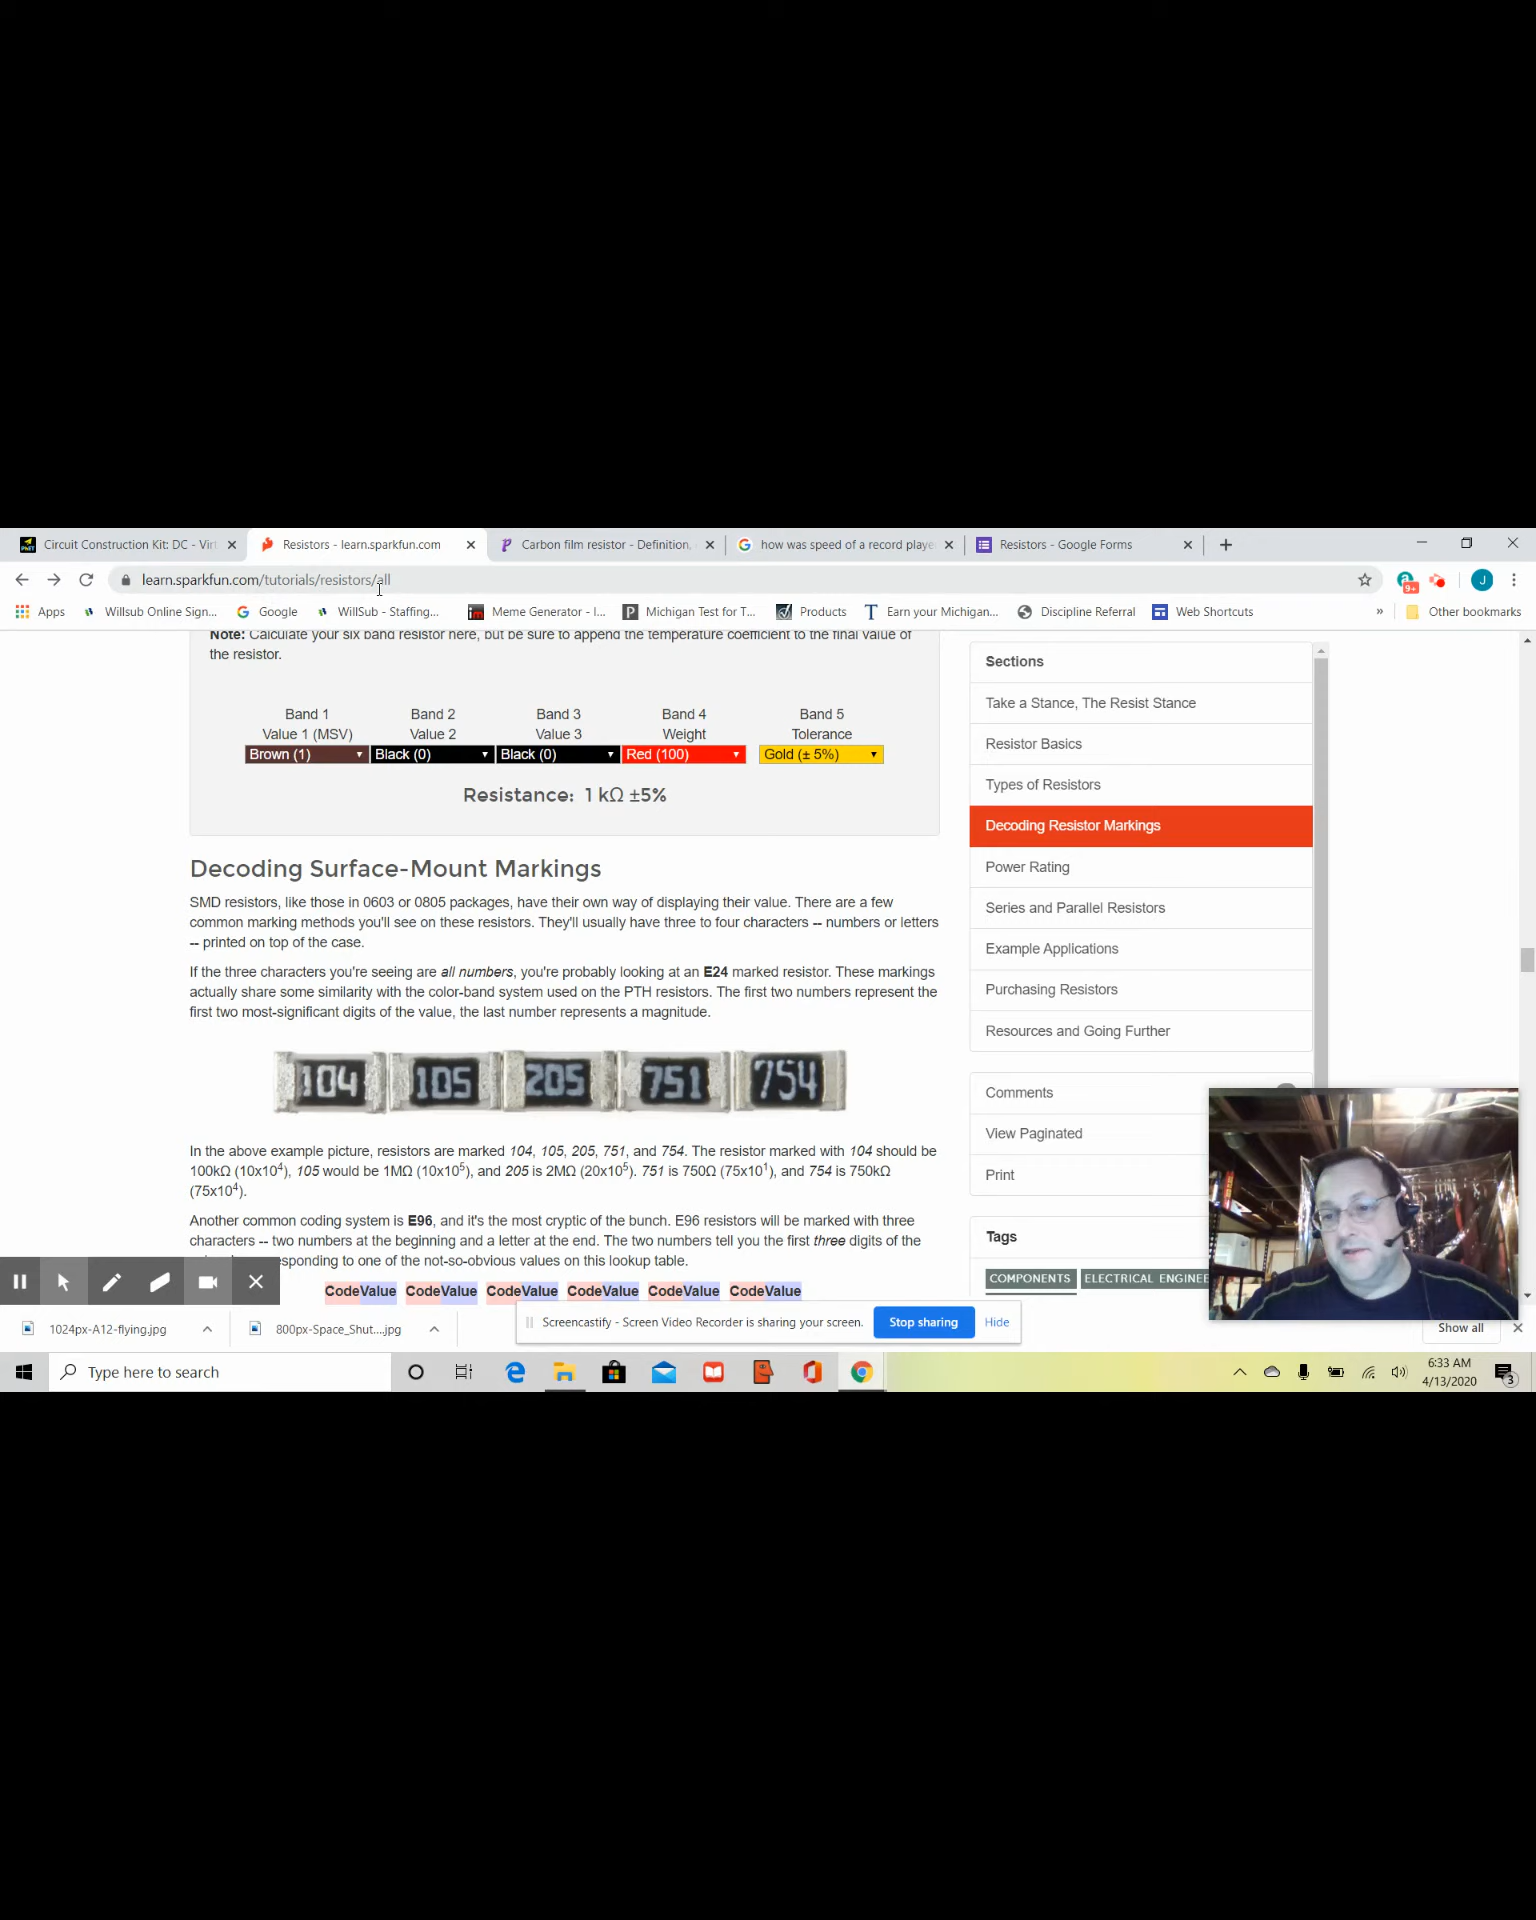 Circuit Construction Kit: DC - Virt
Resistors - learn.sparkfun.com
Carbon film resistor - Definition,
how was speed of a record playe
Resistors - Google Forms
learn.sparkfun.com/tutorials/resistors/all
J
9+
Apps
Willsub Online Sign...
Google
WillSub - Staffing...
Meme Generator - I...
Michigan Test for T...
Products
Earn your Michigan...
Discipline Referral
Web Shortcuts
»
Other bookmarks
Note: Calculate your six band resistor here, but be sure to append the temperature coefficient to the final value of
the resistor.
Band 1 Band 2 Band 3 Band 4 Band 5
Value 1 (MSV) Value 2 Value 3 Weight Tolerance
Brown (1) Black (0) Black (0) Red (100) Gold (± 5%)
Resistance: 1 kΩ ±5%
Decoding Surface-Mount Markings
SMD resistors, like those in 0603 or 0805 packages, have their own way of displaying their value. There are a few
common marking methods you'll see on these resistors. They'll usually have three to four characters -- numbers or letters
-- printed on top of the case.
If the three characters you're seeing are all numbers, you're probably looking at an E24 marked resistor. These markings
actually share some similarity with the color-band system used on the PTH resistors. The first two numbers represent the
first two most-significant digits of the value, the last number represents a magnitude.
104 105 205 751 754
In the above example picture, resistors are marked 104, 105, 205, 751, and 754. The resistor marked with 104 should be
100kΩ (10x10⁴), 105 would be 1MΩ (10x10⁵), and 205 is 2MΩ (20x10⁵). 751 is 750Ω (75x10¹), and 754 is 750kΩ
(75x10⁴).
Another common coding system is E96, and it's the most cryptic of the bunch. E96 resistors will be marked with three
characters -- two numbers at the beginning and a letter at the end. The two numbers tell you the first three digits of the
sponding to one of the not-so-obvious values on this lookup table.
CodeValue CodeValue CodeValue CodeValue CodeValue CodeValue
Sections
Take a Stance, The Resist Stance
Resistor Basics
Types of Resistors
Decoding Resistor Markings
Power Rating
Series and Parallel Resistors
Example Applications
Purchasing Resistors
Resources and Going Further
Comments
View Paginated
Print
Tags
COMPONENTS ELECTRICAL ENGINEE
1024px-A12-flying.jpg
800px-Space_Shut....jpg
Screencastify - Screen Video Recorder is sharing your screen.
Stop sharing
Hide
Show all
Type here to search
6:33 AM
4/13/2020
3